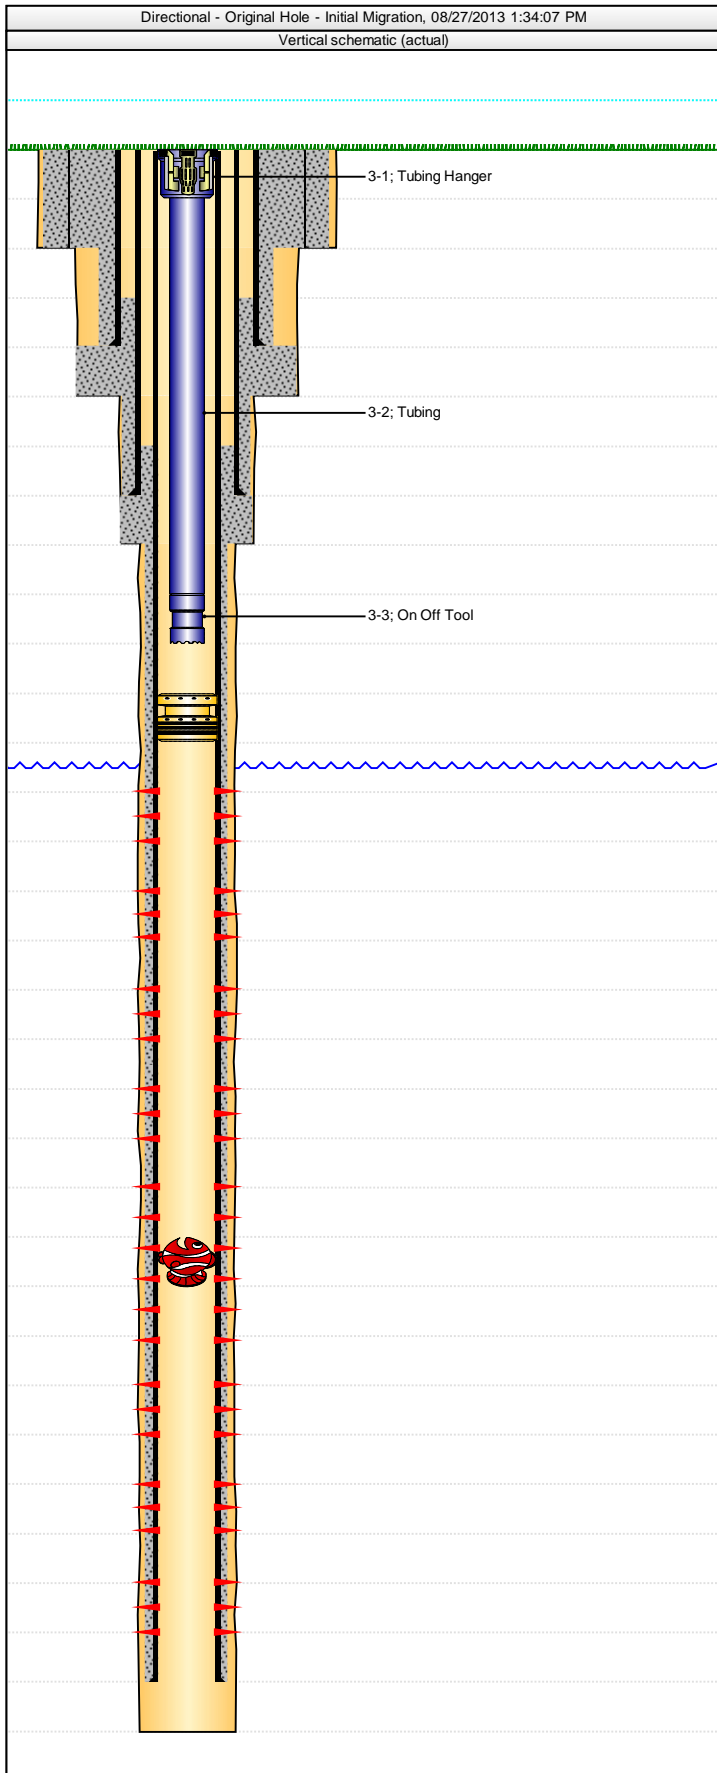 Directional - Original Hole - Initial Migration, 08/27/2013 1:34:07 PM
Vertical schematic (actual)
3-1; Tubing Hanger
3-2; Tubing
3-3; On Off Tool